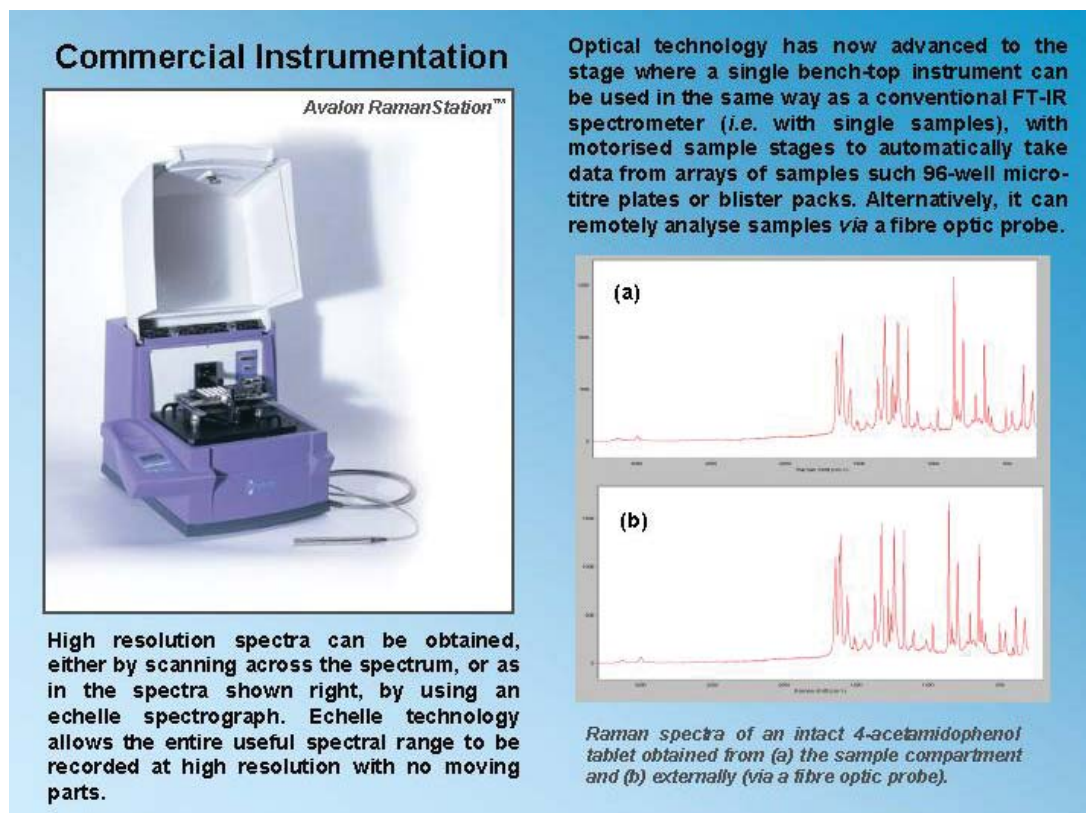 Commercial Instrumentation
Avalon RamanStation™
High resolution spectra can be obtained,
either by scanning across the spectrum, or as
in the spectra shown right, by using an
echelle spectrograph. Echelle technology
allows the entire useful spectral range to be
recorded at high resolution with no moving
parts.
Optical technology has now advanced to the
stage where a single bench-top instrument can
be used in the same way as a conventional FT-IR
spectrometer (i.e. with single samples), with
motorised sample stages to automatically take
data from arrays of samples such 96-well micro-
titre plates or blister packs. Alternatively, it can
remotely analyse samples via a fibre optic probe.
(a)
(b)
Raman spectra of an intact 4-acetamidophenol
tablet obtained from (a) the sample compartment
and (b) externally (via a fibre optic probe).